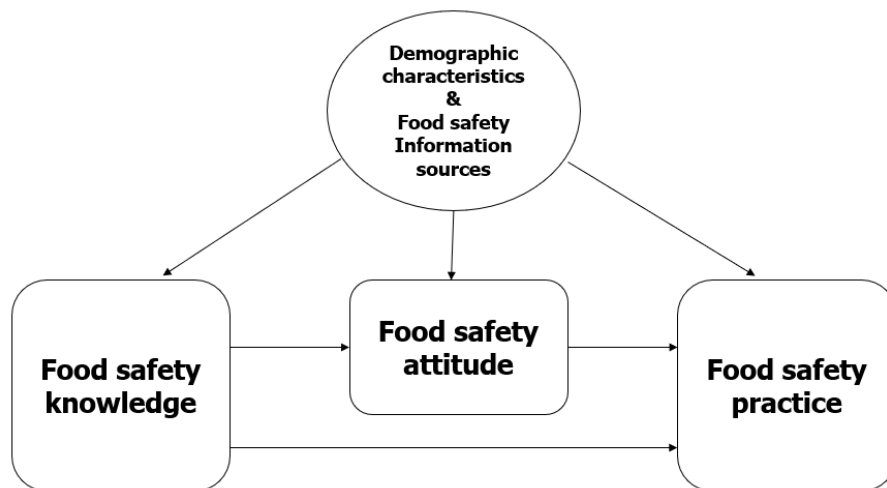 Demographic
characteristics
&
Food safety
Information
sources
Food safety
knowledge
Food safety
attitude
Food safety
practice